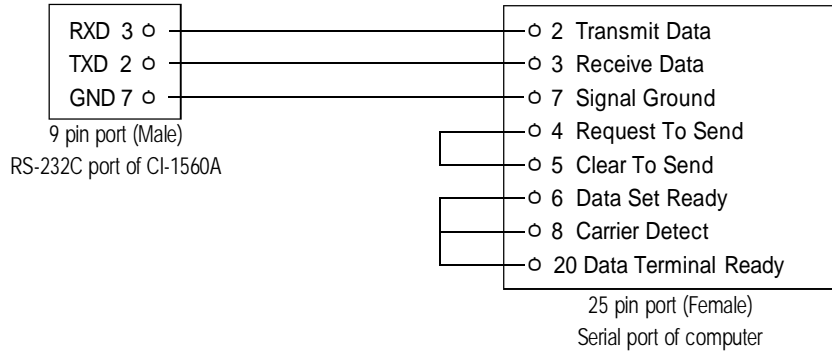 RXD 3
TXD 2
GND 7
9 pin port (Male)
RS-232C port of CI-1560A
2 Transmit Data
3 Receive Data
7 Signal Ground
4 Request To Send
5 Clear To Send
6 Data Set Ready
8 Carrier Detect
20 Data Terminal Ready
25 pin port (Female)
Serial port of computer